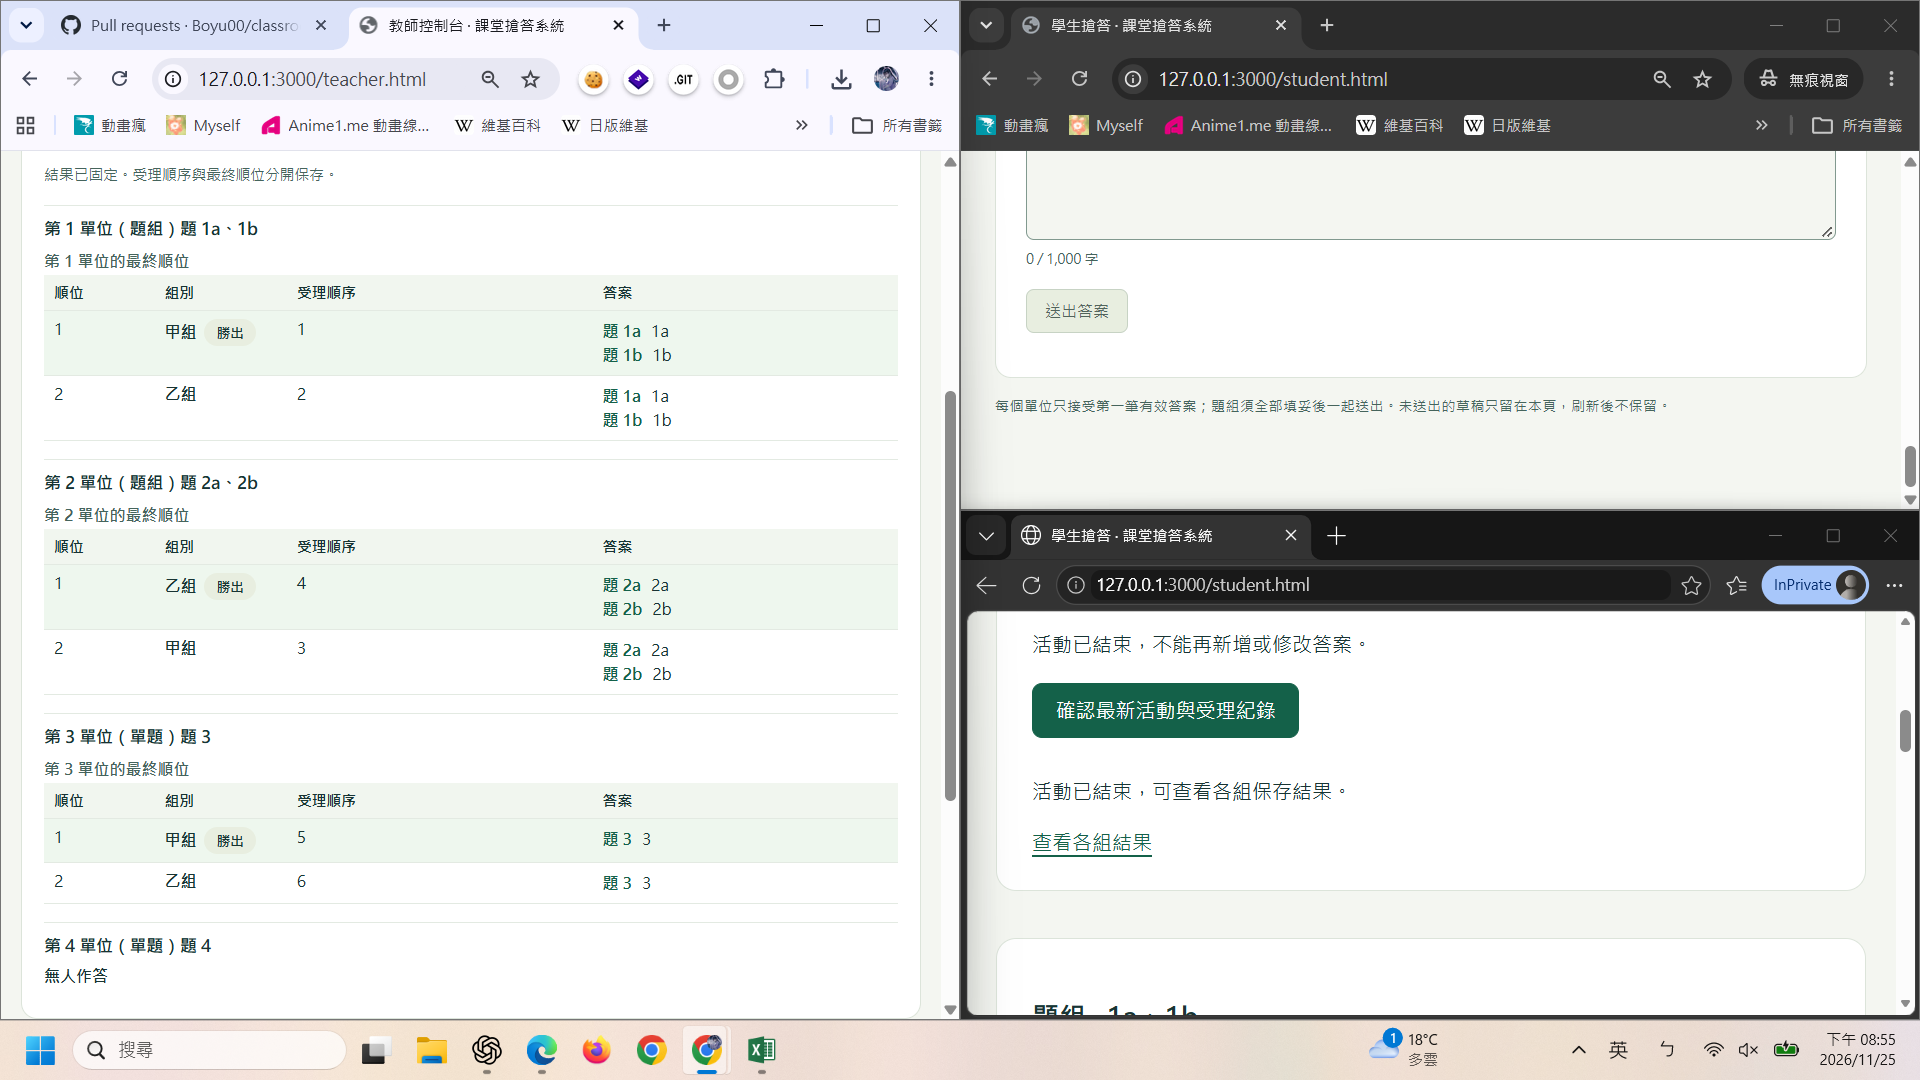 Pull requests · Boyu00/classro
教師控制台 · 課堂搶答系統
127.0.0.1:3000/teacher.html
.GIT
動畫瘋
Myself
Anime1.me 動畫線...
W 維基百科
W 日版維基
所有書籤
結果已固定。受理順序與最終順位分開保存。
第 1 單位（題組）題 1a、1b
第 1 單位的最終順位
順位 組別 受理順序 答案
1 甲組 勝出 1 題 1a 1a
題 1b 1b
2 乙組 2 題 1a 1a
題 1b 1b
第 2 單位（題組）題 2a、2b
第 2 單位的最終順位
順位 組別 受理順序 答案
1 乙組 勝出 4 題 2a 2a
題 2b 2b
2 甲組 3 題 2a 2a
題 2b 2b
第 3 單位（單題）題 3
第 3 單位的最終順位
順位 組別 受理順序 答案
1 甲組 勝出 5 題 3 3
2 乙組 6 題 3 3
第 4 單位（單題）題 4
無人作答
學生搶答 · 課堂搶答系統
127.0.0.1:3000/student.html
無痕視窗
動畫瘋
Myself
Anime1.me 動畫線...
W 維基百科
W 日版維基
所有書籤
0 / 1,000 字
送出答案
每個單位只接受第一筆有效答案；題組須全部填妥後一起送出。未送出的草稿只留在本頁，刷新後不保留。
學生搶答 · 課堂搶答系統
127.0.0.1:3000/student.html
InPrivate
活動已結束，不能再新增或修改答案。
確認最新活動與受理紀錄
活動已結束，可查看各組保存結果。
查看各組結果
題組 1a、1b
搜尋
1
18°C
多雲
英
ㄅ
下午 08:55
2026/11/25